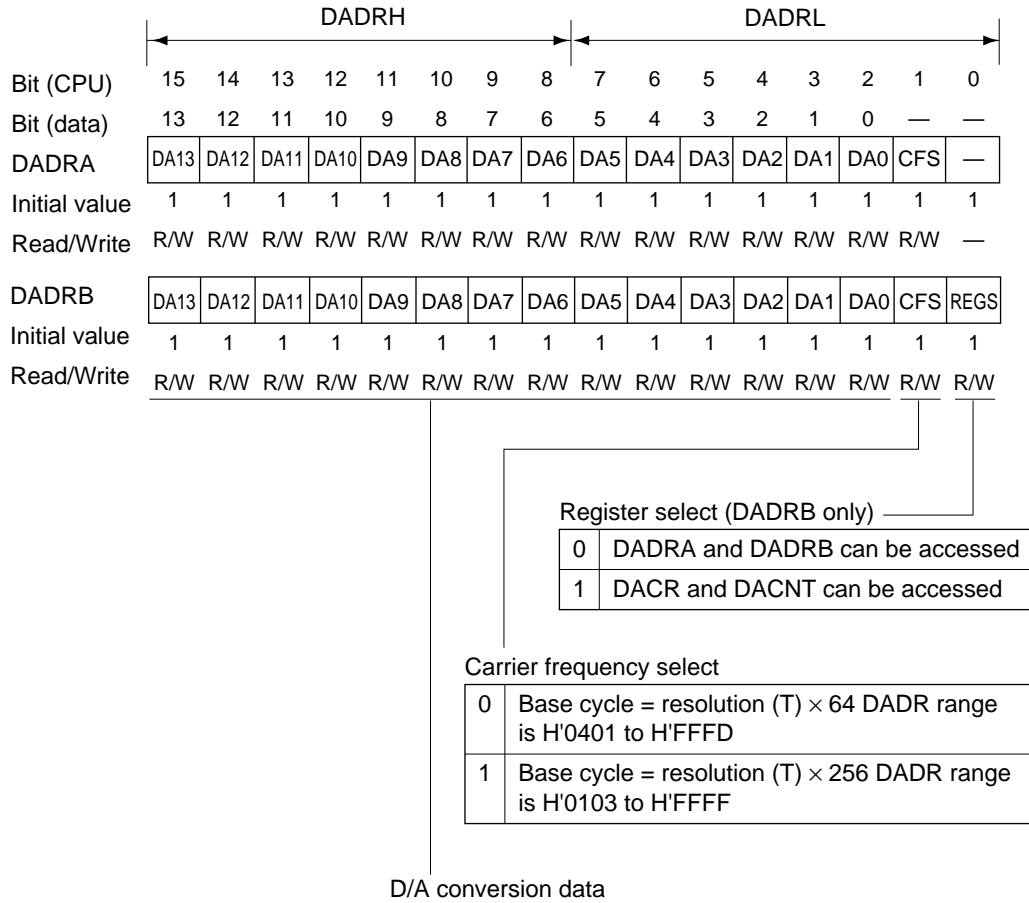 DADRH DADRL
Bit (CPU) 15 14 13 12 11 10 9 8 7 6 5 4 3 2 1 0
Bit (data) 13 12 11 10 9 8 7 6 5 4 3 2 1 0 — —
DADRA DA13 DA12 DA11 DA10 DA9 DA8 DA7 DA6 DA5 DA4 DA3 DA2 DA1 DA0 CFS —
Initial value 1 1 1 1 1 1 1 1 1 1 1 1 1 1 1 1
Read/Write R/W R/W R/W R/W R/W R/W R/W R/W R/W R/W R/W R/W R/W R/W R/W —
DADRB DA13 DA12 DA11 DA10 DA9 DA8 DA7 DA6 DA5 DA4 DA3 DA2 DA1 DA0 CFS REGS
Initial value 1 1 1 1 1 1 1 1 1 1 1 1 1 1 1 1
Read/Write R/W R/W R/W R/W R/W R/W R/W R/W R/W R/W R/W R/W R/W R/W R/W R/W
Register select (DADRB only)
0 DADRA and DADRB can be accessed
1 DACR and DACNT can be accessed
Carrier frequency select
0 Base cycle = resolution (T) × 64 DADR range
is H'0401 to H'FFFD
1 Base cycle = resolution (T) × 256 DADR range
is H'0103 to H'FFFF
D/A conversion data